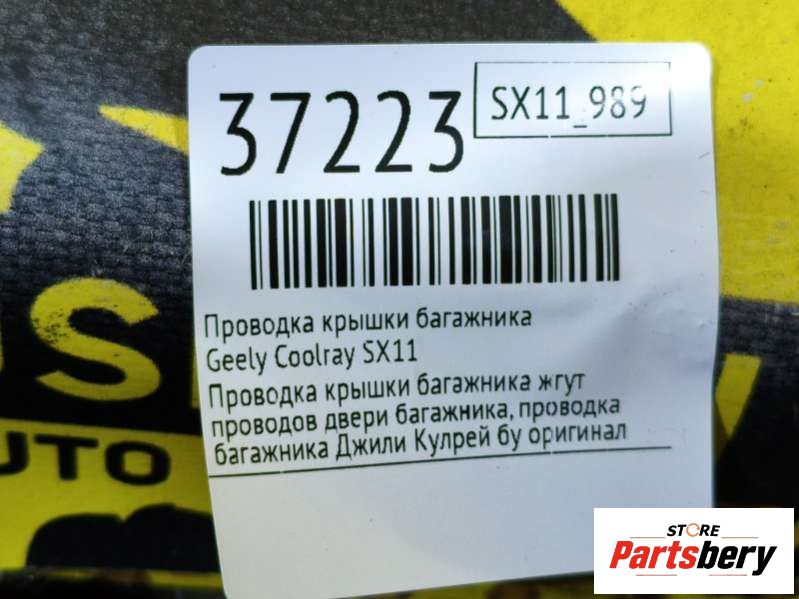 37223
SX11_989
Проводка крышки багажника
Geely Coolray SX11
Проводка крышки багажника жгут
проводов двери багажника, проводка
багажника Джили Кулрей бу оригинал
UTO
STORE
Partsbery